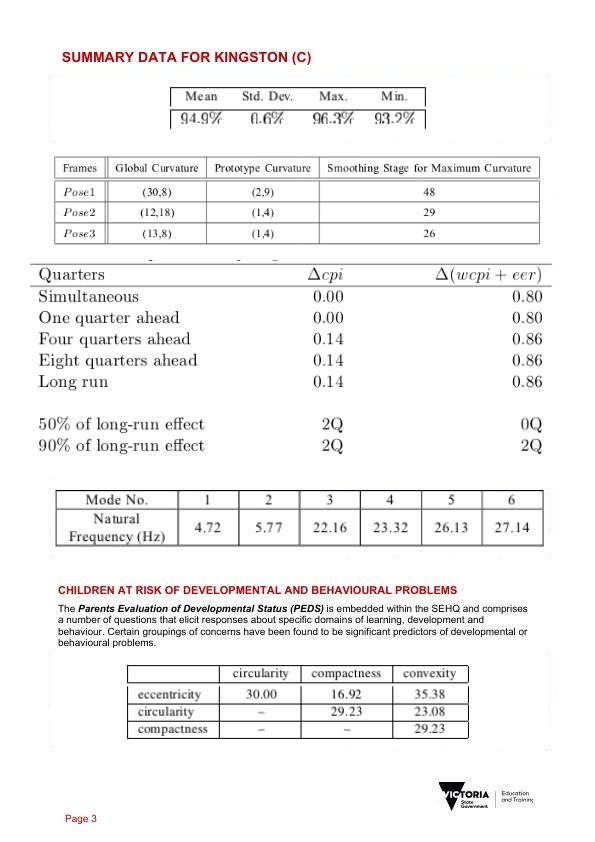 SUMMARY DATA FOR KINGSTON (C)
Mean Std. Dev. Max. Min.
94.9% 0.6% 96.3% 93.2%
Frames Global Curvature Prototype Curvature Smoothing Stage for Maximum Curvature
Pose1 (30,8) (2,9) 48
Pose2 (12,18) (1,4) 29
Pose3 (13,8) (1,4) 26
Quarters Δcpi Δ(wcpi + eer)
Simultaneous 0.00 0.80
One quarter ahead 0.00 0.80
Four quarters ahead 0.14 0.86
Eight quarters ahead 0.14 0.86
Long run 0.14 0.86
50% of long-run effect 2Q 0Q
90% of long-run effect 2Q 2Q
Mode No. 1 2 3 4 5 6
Natural
Frequency (Hz) 4.72 5.77 22.16 23.32 26.13 27.14
CHILDREN AT RISK OF DEVELOPMENTAL AND BEHAVIOURAL PROBLEMS
The Parents Evaluation of Developmental Status (PEDS) is embedded within the SEHQ and comprises
a number of questions that elicit responses about specific domains of learning, development and
behaviour. Certain groupings of concerns have been found to be significant predictors of developmental or
behavioural problems.
circularity compactness convexity
eccentricity 30.00 16.92 35.38
circularity – 29.23 23.08
compactness – – 29.23
VICTORIA
State
Government
Education
and Training
Page 3